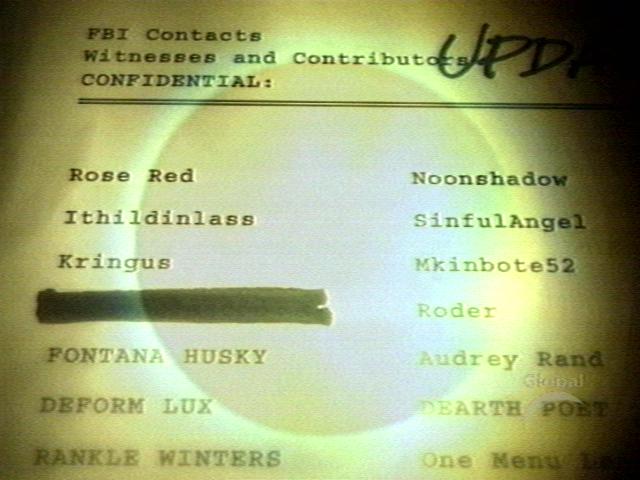 FBI Contacts
Witnesses and Contributors
UPDA
CONFIDENTIAL:
Rose Red Noonshadow
Ithildinlass SinfulAngel
Kringus Mkinbote52
Roder
FONTANA HUSKY Audrey Rand
Global
DEFORM LUX DEARTH POET
RANKLE WINTERS One Menu